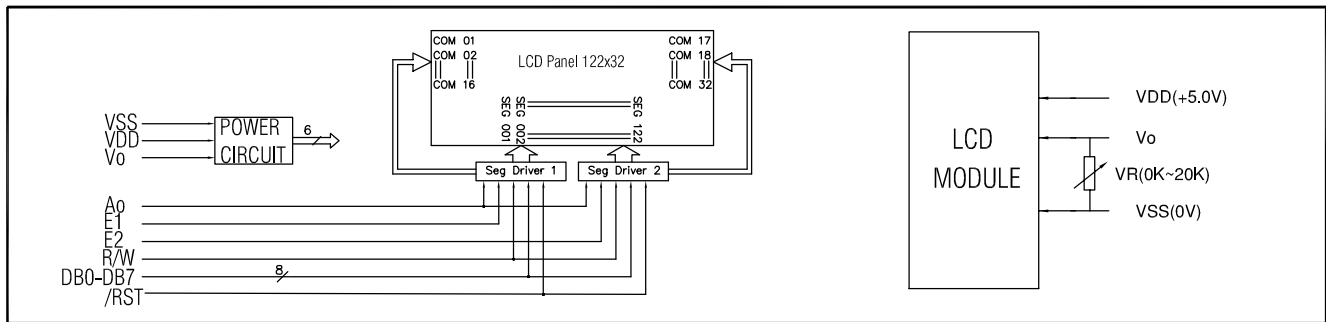 COM 01
COM 02
COM 16
LCD Panel 122x32
COM 17
COM 18
COM 32
SEG 001
SEG 002
SEG 122
VSS
VDD
Vo
POWER
CIRCUIT
6
Seg Driver 1
Seg Driver 2
Ao
E1
E2
R/W
DB0-DB7
8
/RST
LCD
MODULE
VDD(+5.0V)
Vo
VR(0K~20K)
VSS(0V)